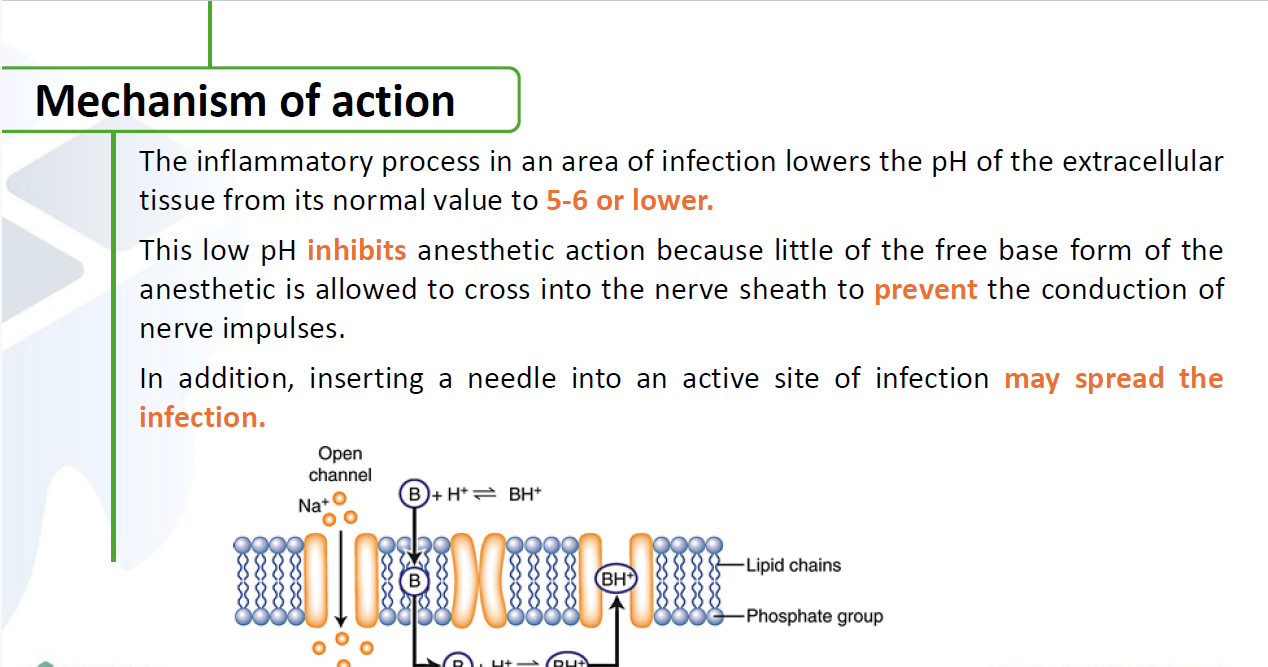 Mechanism of action
The inflammatory process in an area of infection lowers the pH of the extracellular
tissue from its normal value to 5-6 or lower.
This low pH inhibits anesthetic action because little of the free base form of the
anesthetic is allowed to cross into the nerve sheath to prevent the conduction of
nerve impulses.
In addition, inserting a needle into an active site of infection may spread the
infection.
Open
channel
Na⁺
B + H⁺ ⇌ BH⁺
B
BH⁺
Lipid chains
Phosphate group
B + H⁺ ⇌ BH⁺